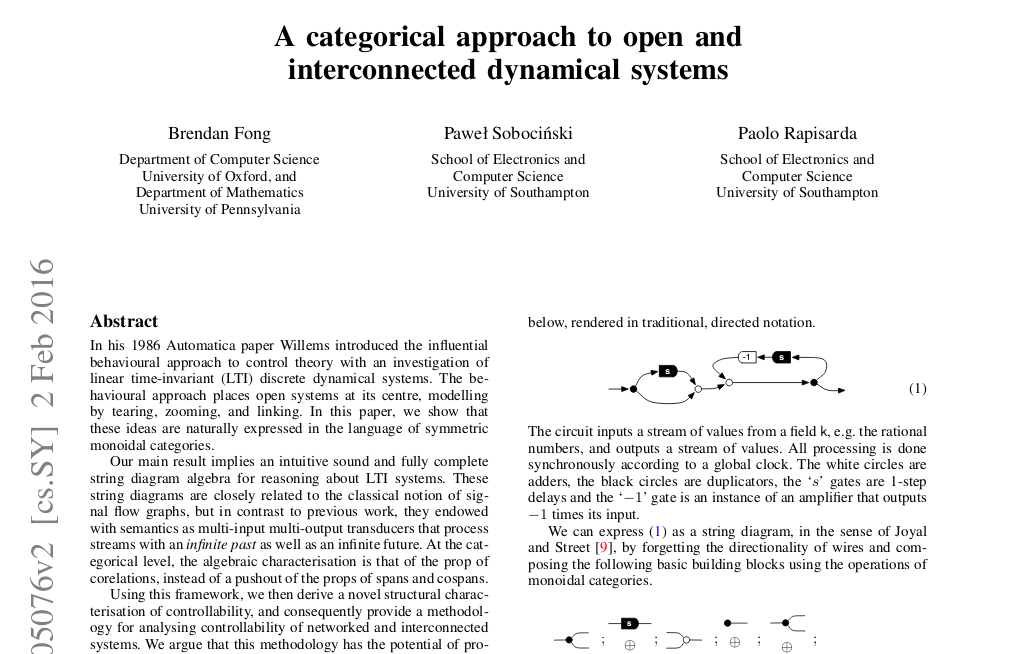 A categorical approach to open and
interconnected dynamical systems
Brendan Fong
Department of Computer Science
University of Oxford, and
Department of Mathematics
University of Pennsylvania
Paweł Sobociński
School of Electronics and
Computer Science
University of Southampton
Paolo Rapisarda
School of Electronics and
Computer Science
University of Southampton
05076v2 [cs.SY] 2 Feb 2016
Abstract
In his 1986 Automatica paper Willems introduced the influential
behavioural approach to control theory with an investigation of
linear time-invariant (LTI) discrete dynamical systems. The be-
havioural approach places open systems at its centre, modelling
by tearing, zooming, and linking. In this paper, we show that
these ideas are naturally expressed in the language of symmetric
monoidal categories.
Our main result implies an intuitive sound and fully complete
string diagram algebra for reasoning about LTI systems. These
string diagrams are closely related to the classical notion of sig-
nal flow graphs, but in contrast to previous work, they endowed
with semantics as multi-input multi-output transducers that process
streams with an infinite past as well as an infinite future. At the cat-
egorical level, the algebraic characterisation is that of the prop of
corelations, instead of a pushout of the props of spans and cospans.
Using this framework, we then derive a novel structural charac-
terisation of controllability, and consequently provide a methodol-
ogy for analysing controllability of networked and interconnected
systems. We argue that this methodology has the potential of pro-
below, rendered in traditional, directed notation.
-1 s
s
(1)
The circuit inputs a stream of values from a field k, e.g. the rational
numbers, and outputs a stream of values. All processing is done
synchronously according to a global clock. The white circles are
adders, the black circles are duplicators, the ‘s’ gates are 1-step
delays and the ‘−1’ gate is an instance of an amplifier that outputs
−1 times its input.
We can express (1) as a string diagram, in the sense of Joyal
and Street [9], by forgetting the directionality of wires and com-
posing the following basic building blocks using the operations of
monoidal categories.
s
; ⊕ ; ; ⊕ ; ⊕ ;